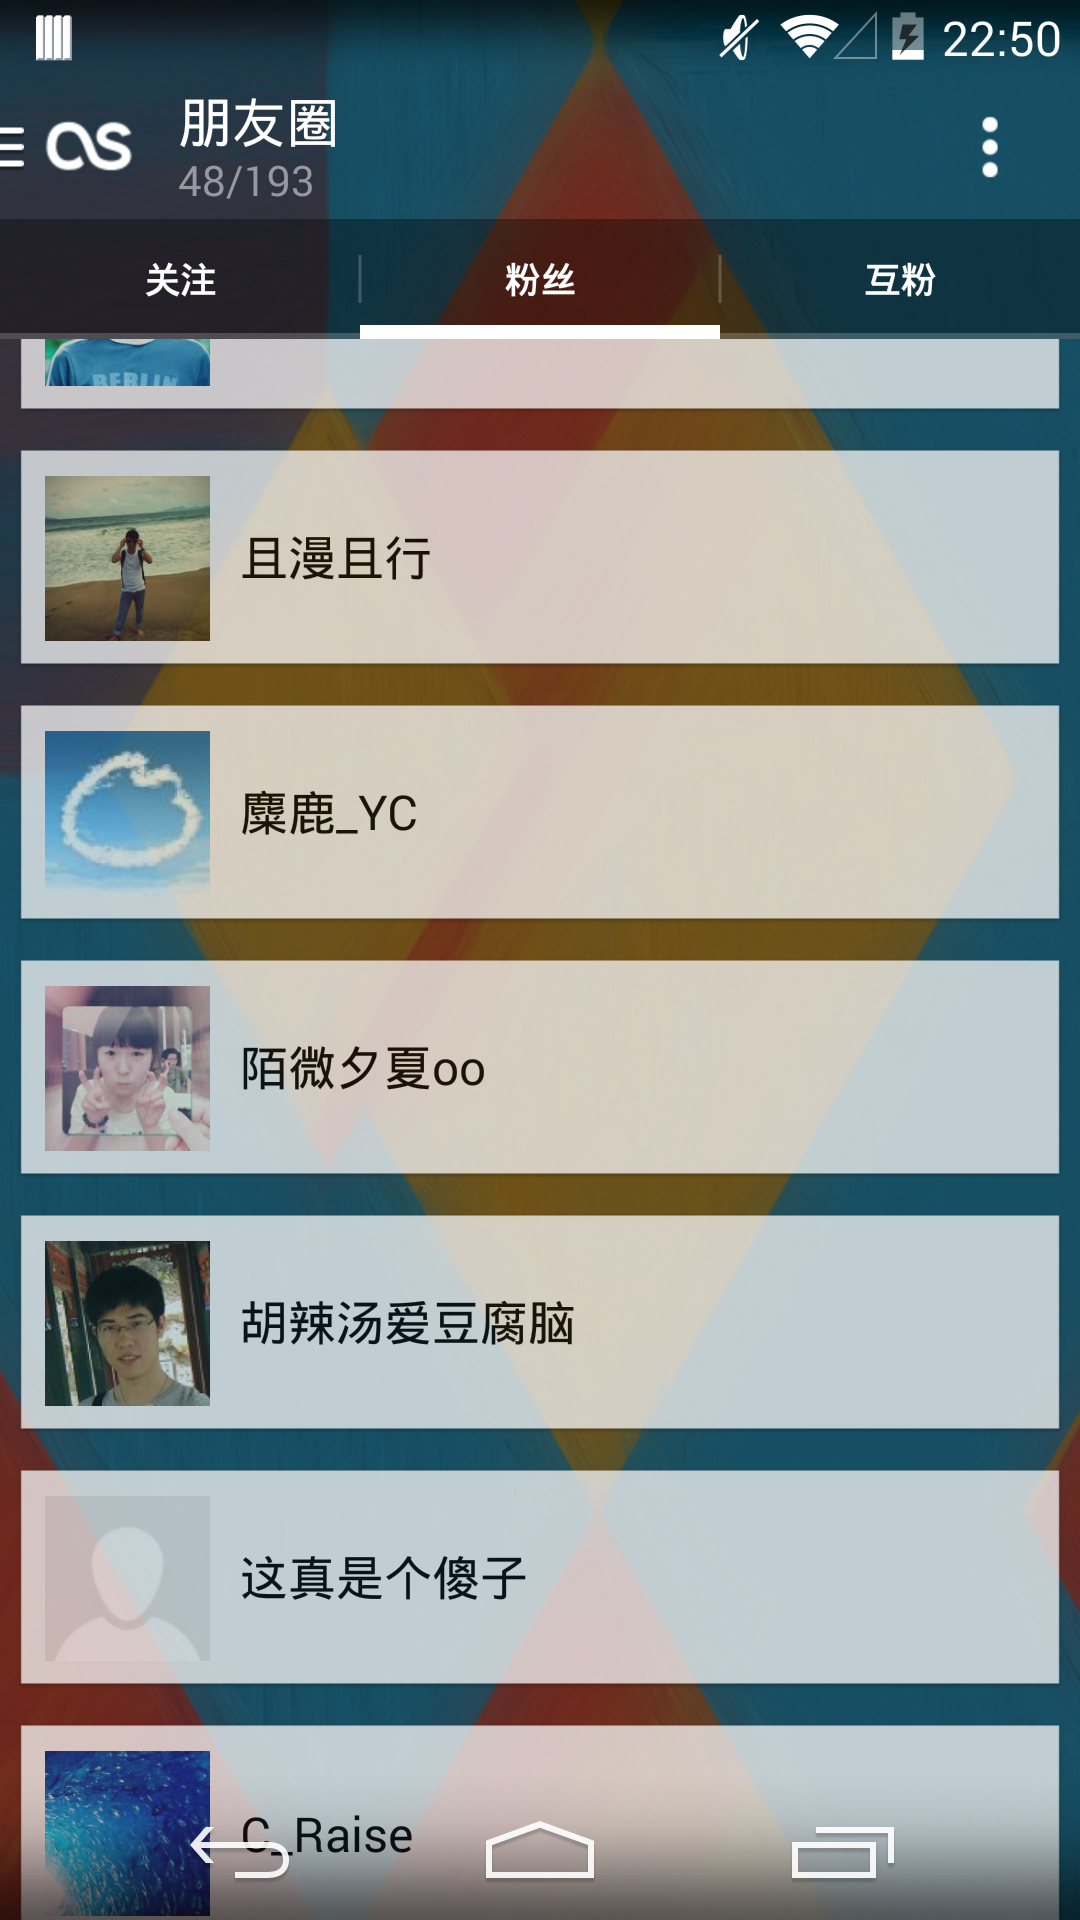 22:50
朋友圈
48/193
关注
粉丝
互粉
BERLIN
且漫且行
麋鹿_YC
陌微夕夏oo
胡辣汤爱豆腐脑
这真是个傻子
C_Raise